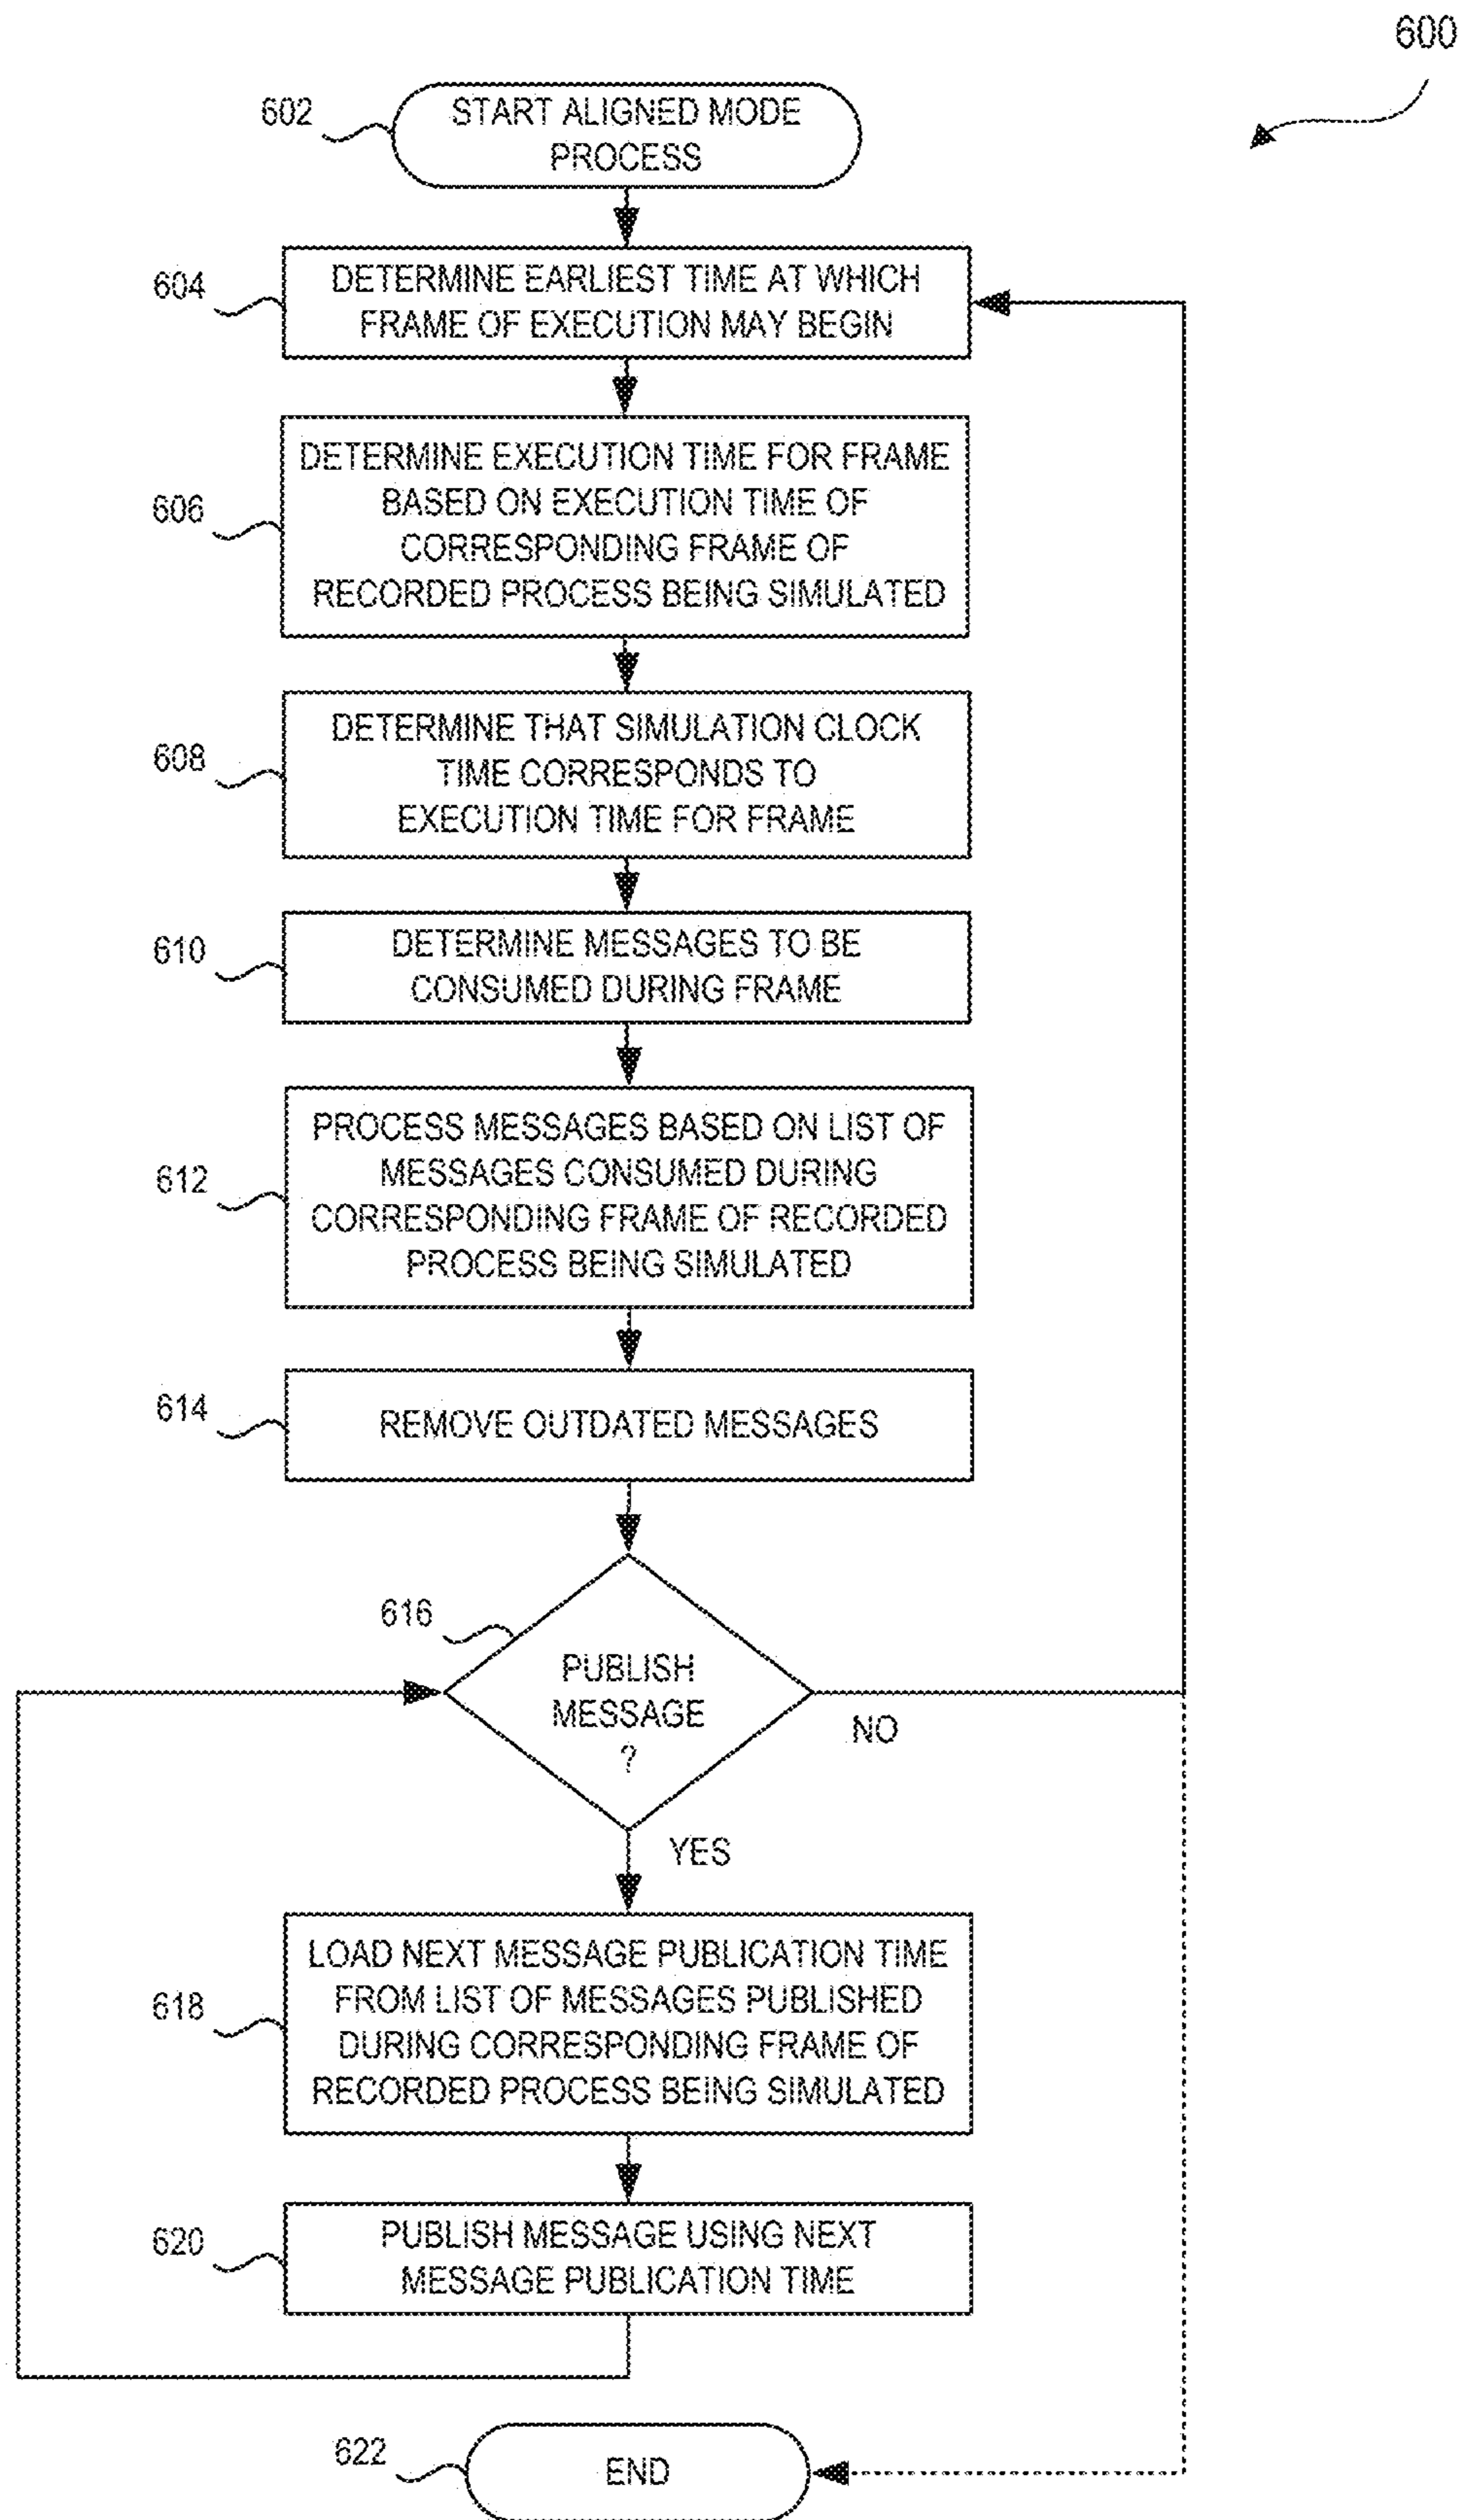 600
602
START ALIGNED MODE
PROCESS
604
DETERMINE EARLIEST TIME AT WHICH
FRAME OF EXECUTION MAY BEGIN
606
DETERMINE EXECUTION TIME FOR FRAME
BASED ON EXECUTION TIME OF
CORRESPONDING FRAME OF
RECORDED PROCESS BEING SIMULATED
608
DETERMINE THAT SIMULATION CLOCK
TIME CORRESPONDS TO
EXECUTION TIME FOR FRAME
610
DETERMINE MESSAGES TO BE
CONSUMED DURING FRAME
612
PROCESS MESSAGES BASED ON LIST OF
MESSAGES CONSUMED DURING
CORRESPONDING FRAME OF RECORDED
PROCESS BEING SIMULATED
614
REMOVE OUTDATED MESSAGES
616
PUBLISH
MESSAGE
?
NO
YES
618
LOAD NEXT MESSAGE PUBLICATION TIME
FROM LIST OF MESSAGES PUBLISHED
DURING CORRESPONDING FRAME OF
RECORDED PROCESS BEING SIMULATED
620
PUBLISH MESSAGE USING NEXT
MESSAGE PUBLICATION TIME
622
END